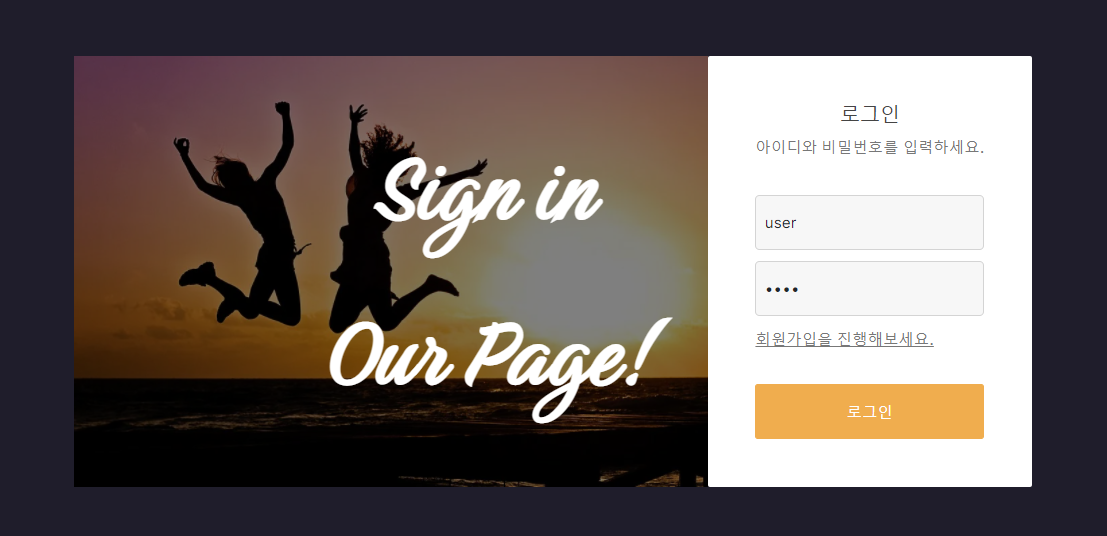 Sign in
Our Page!
로그인
아이디와 비밀번호를 입력하세요.
user
••••
회원가입을 진행해보세요.
로그인